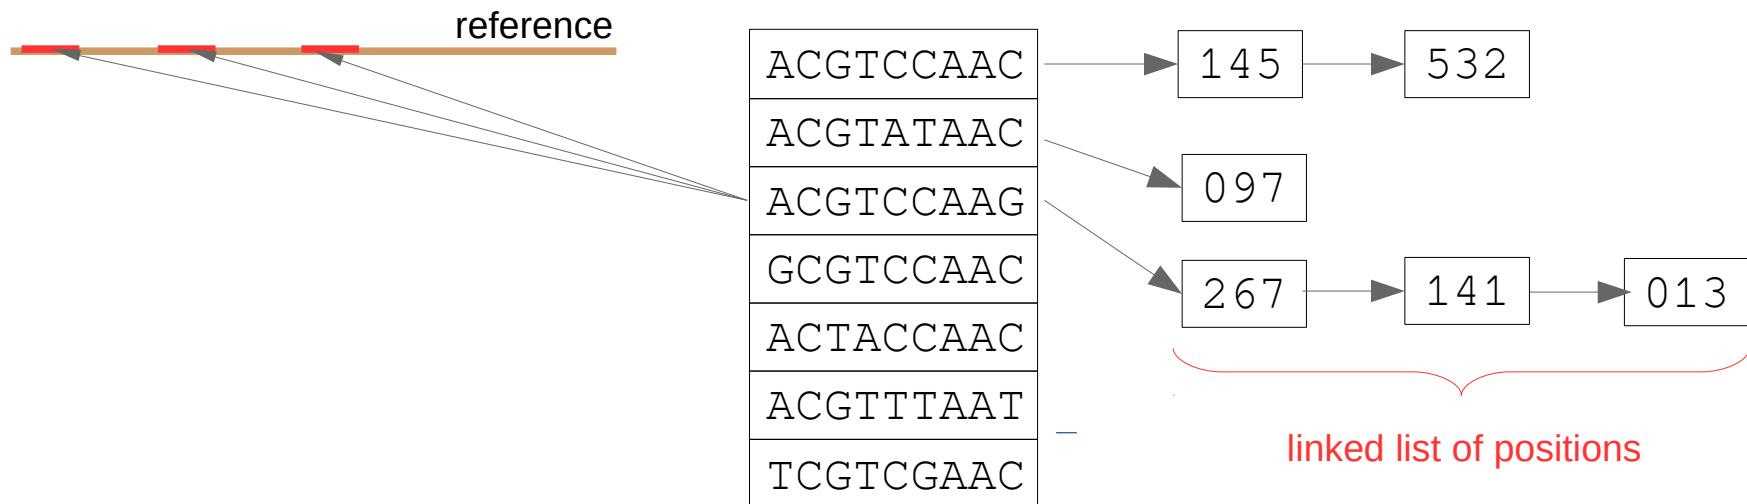 reference
ACGTCCAAC
145
532
ACGTATAAC
097
ACGTCCAAG
267
141
013
GCGTCCAAC
ACTACCAAC
ACGTTTAAT
TCGTCGAAC
linked list of positions